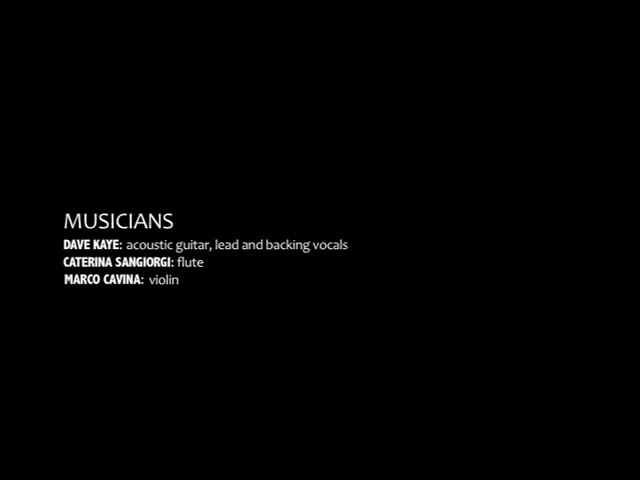 MUSICIANS
DAVE KAYE: acoustic guitar, lead and backing vocals
CATERINA SANGIORGI: flute
MARCO CAVINA: violin